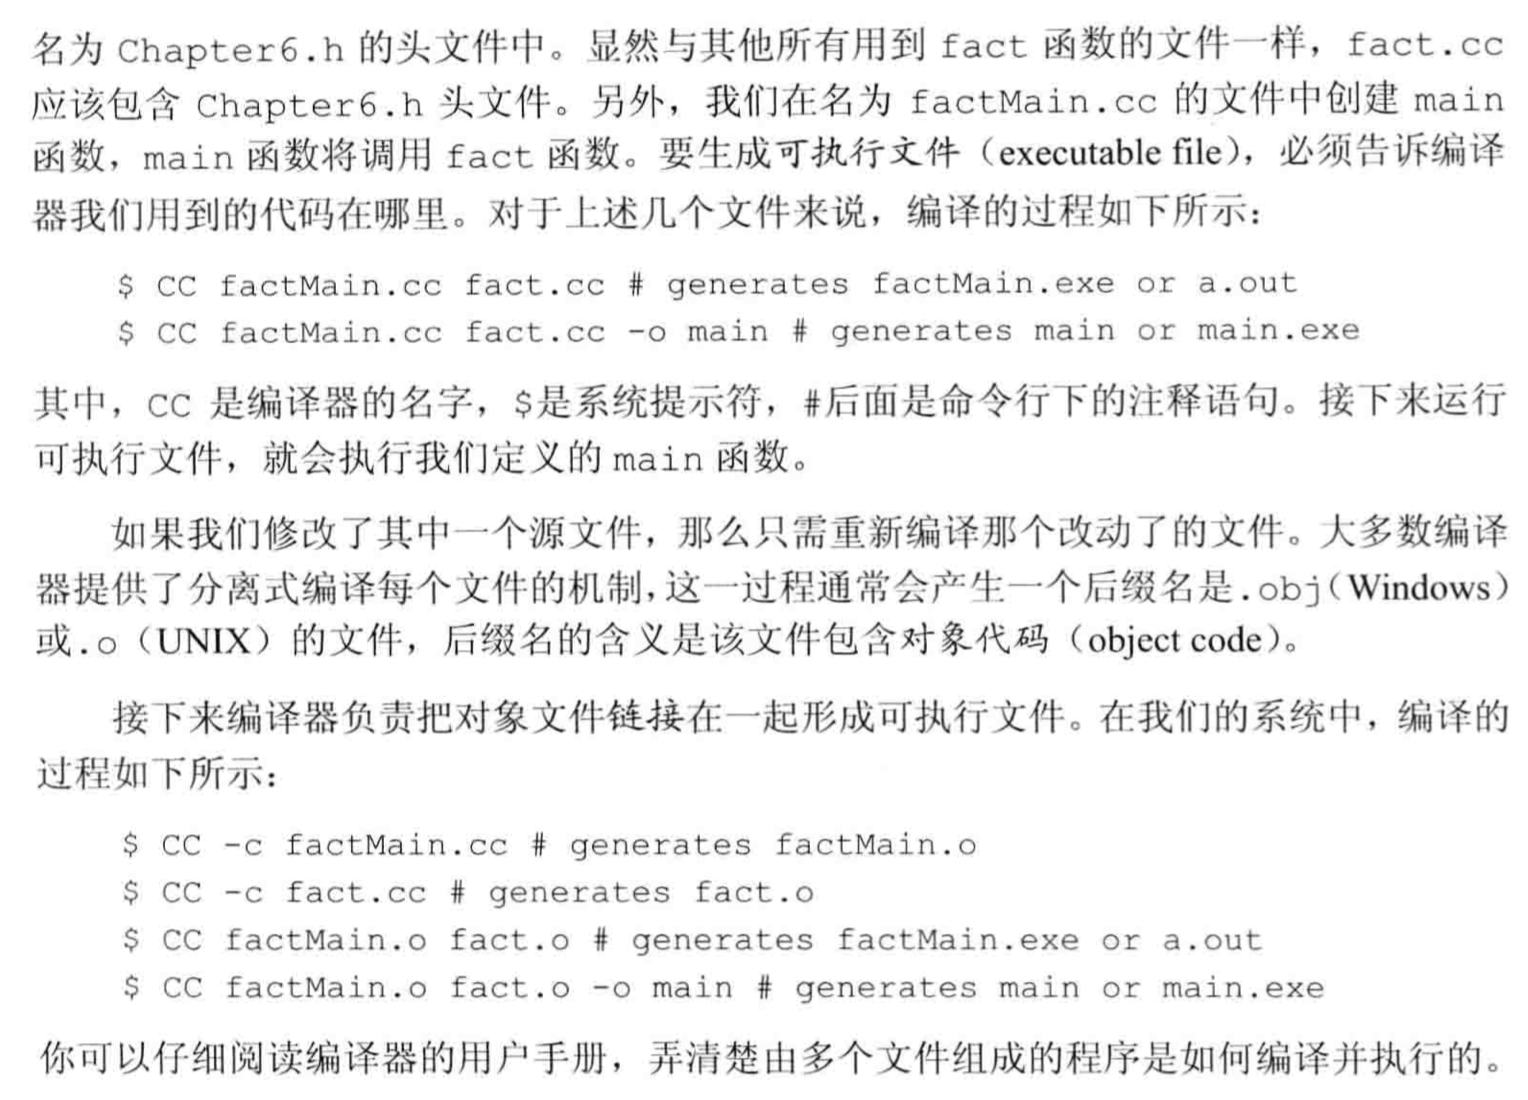 名为 Chapter6.h 的头文件中。显然与其他所有用到 fact 函数的文件一样，fact.cc
应该包含 Chapter6.h 头文件。另外，我们在名为 factMain.cc 的文件中创建 main
函数，main 函数将调用 fact 函数。要生成可执行文件（executable file），必须告诉编译
器我们用到的代码在哪里。对于上述几个文件来说，编译的过程如下所示：
$ CC factMain.cc fact.cc # generates factMain.exe or a.out
$ CC factMain.cc fact.cc -o main # generates main or main.exe
其中，CC 是编译器的名字，$是系统提示符，#后面是命令行下的注释语句。接下来运行
可执行文件，就会执行我们定义的 main 函数。
如果我们修改了其中一个源文件，那么只需重新编译那个改动了的文件。大多数编译
器提供了分离式编译每个文件的机制，这一过程通常会产生一个后缀名是.obj（Windows）
或.o（UNIX）的文件，后缀名的含义是该文件包含对象代码（object code）。
接下来编译器负责把对象文件链接在一起形成可执行文件。在我们的系统中，编译的
过程如下所示：
$ CC -c factMain.cc # generates factMain.o
$ CC -c fact.cc # generates fact.o
$ CC factMain.o fact.o # generates factMain.exe or a.out
$ CC factMain.o fact.o -o main # generates main or main.exe
你可以仔细阅读编译器的用户手册，弄清楚由多个文件组成的程序是如何编译并执行的。